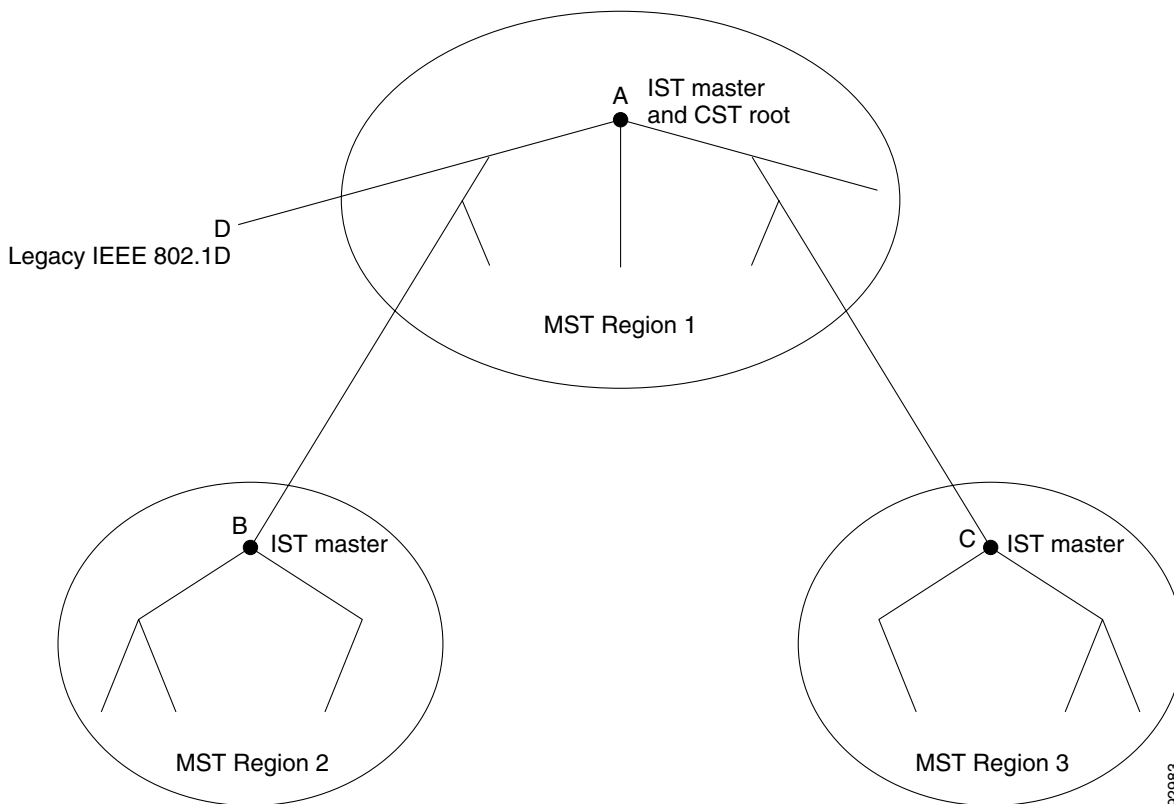 A
IST master
and CST root
D
Legacy IEEE 802.1D
MST Region 1
B
IST master
C
IST master
MST Region 2
MST Region 3